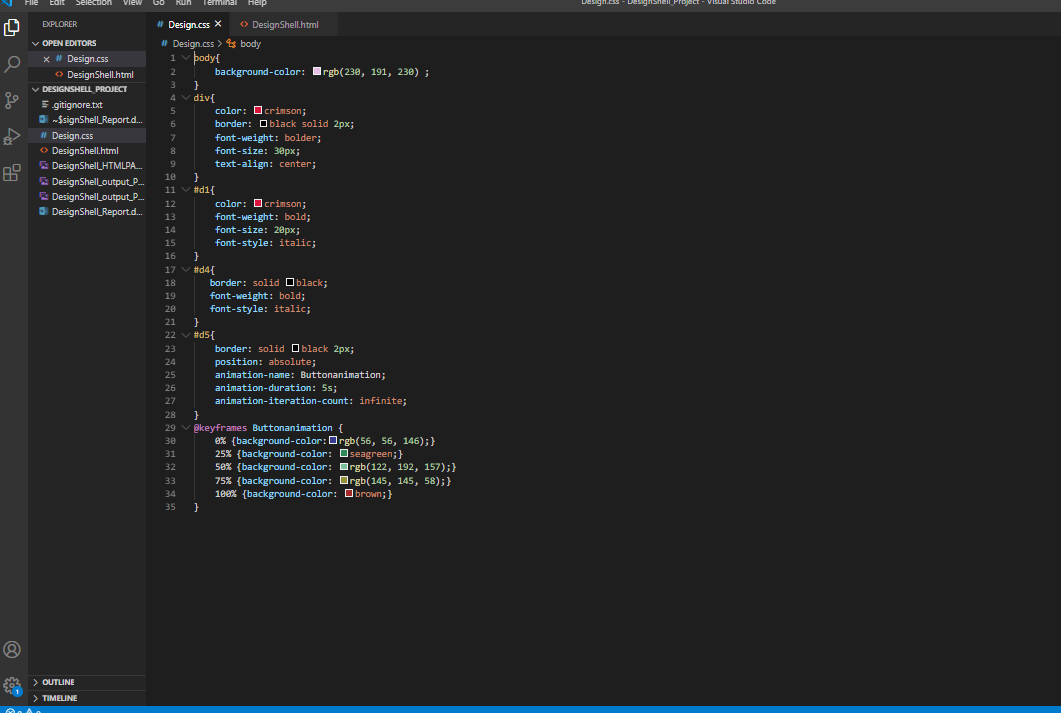 File Edit Selection View Go Run Terminal Help Design.css - DesignShell_Project - Visual Studio Code
EXPLORER
OPEN EDITORS
Design.css
DesignShell.html
DESIGNSHELL_PROJECT
.gitignore.txt
~$signShell_Report.d...
Design.css
DesignShell.html
DesignShell_HTMLPA...
DesignShell_output_P...
DesignShell_output_P...
DesignShell_Report.d...
OUTLINE
TIMELINE
# Design.css × <> DesignShell.html
# Design.css > body
1 body{
2 background-color: rgb(230, 191, 230) ;
3 }
4 div{
5 color: crimson;
6 border: black solid 2px;
7 font-weight: bolder;
8 font-size: 30px;
9 text-align: center;
10 }
11 #d1{
12 color: crimson;
13 font-weight: bold;
14 font-size: 20px;
15 font-style: italic;
16 }
17 #d4{
18 border: solid black;
19 font-weight: bold;
20 font-style: italic;
21 }
22 #d5{
23 border: solid black 2px;
24 position: absolute;
25 animation-name: Buttonanimation;
26 animation-duration: 5s;
27 animation-iteration-count: infinite;
28 }
29 @keyframes Buttonanimation {
30 0% {background-color: rgb(56, 56, 146);}
31 25% {background-color: seagreen;}
32 50% {background-color: rgb(122, 192, 157);}
33 75% {background-color: rgb(145, 145, 58);}
34 100% {background-color: brown;}
35 }
1